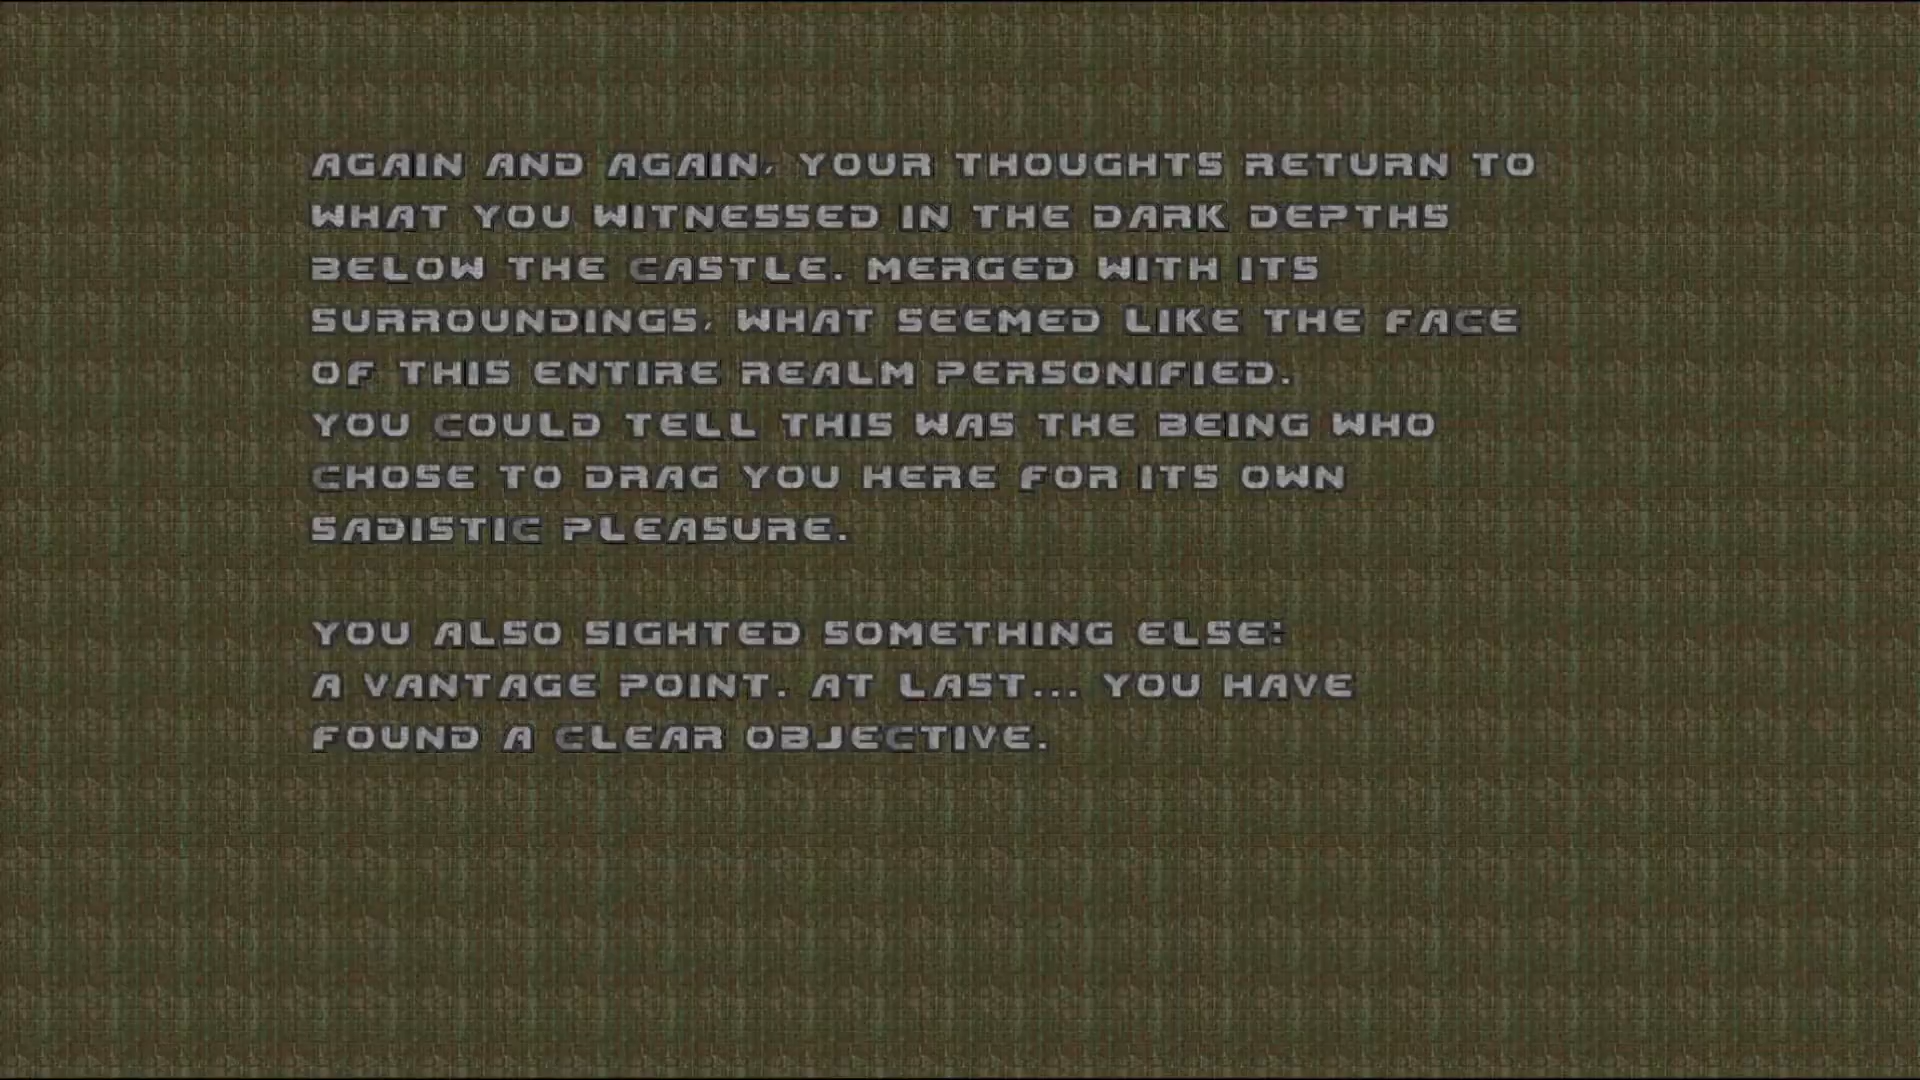 AGAIN AND AGAIN, YOUR THOUGHTS RETURN TO
WHAT YOU WITNESSED IN THE DARK DEPTHS
BELOW THE CASTLE. MERGED WITH ITS
SURROUNDINGS, WHAT SEEMED LIKE THE FACE
OF THIS ENTIRE REALM PERSONIFIED.
YOU COULD TELL THIS WAS THE BEING WHO
CHOSE TO DRAG YOU HERE FOR ITS OWN
SADISTIC PLEASURE.
YOU ALSO SIGHTED SOMETHING ELSE:
A VANTAGE POINT. AT LAST... YOU HAVE
FOUND A CLEAR OBJECTIVE.